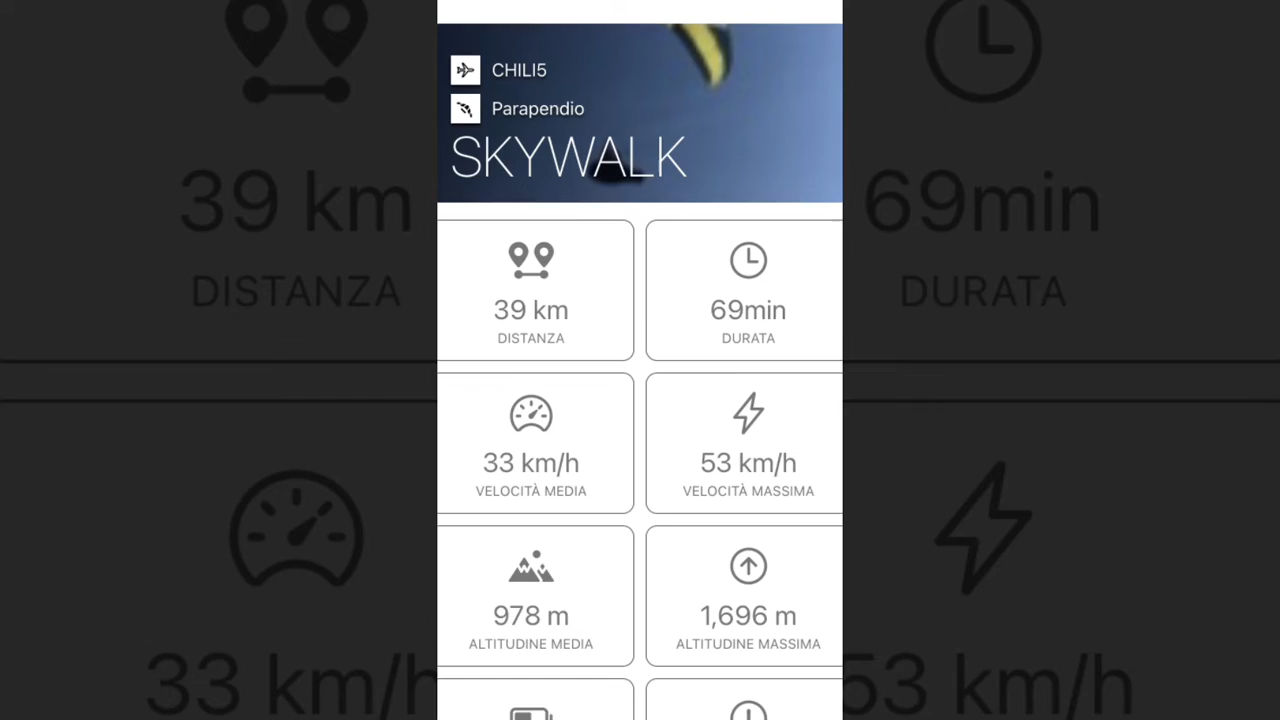 CHILI5
Parapendio
SKYWALK
39 km
DISTANZA
69min
DURATA
33 km/h
VELOCITÀ MEDIA
53 km/h
VELOCITÀ MASSIMA
978 m
ALTITUDINE MEDIA
1,696 m
ALTITUDINE MASSIMA
39 km
DISTANZA
69min
DURATA
33 km/h
53 km/h